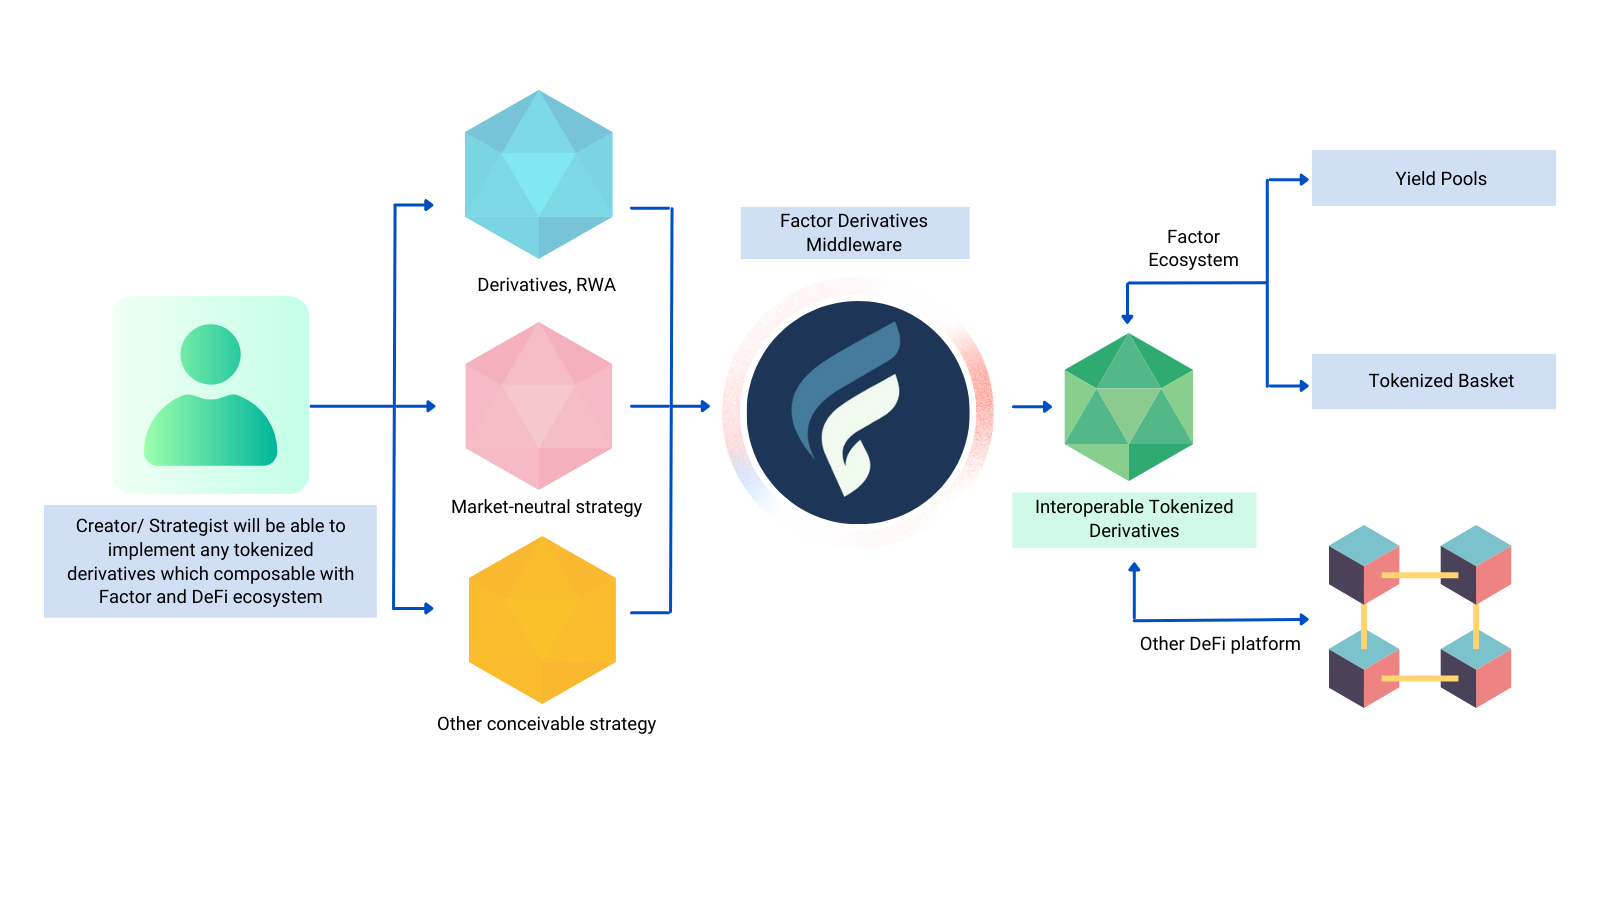 Creator/ Strategist will be able to
implement any tokenized
derivatives which composable with
Factor and DeFi ecosystem
Derivatives, RWA
Market-neutral strategy
Other conceivable strategy
Factor Derivatives
Middleware
Interoperable Tokenized
Derivatives
Factor
Ecosystem
Yield Pools
Tokenized Basket
Other DeFi platform